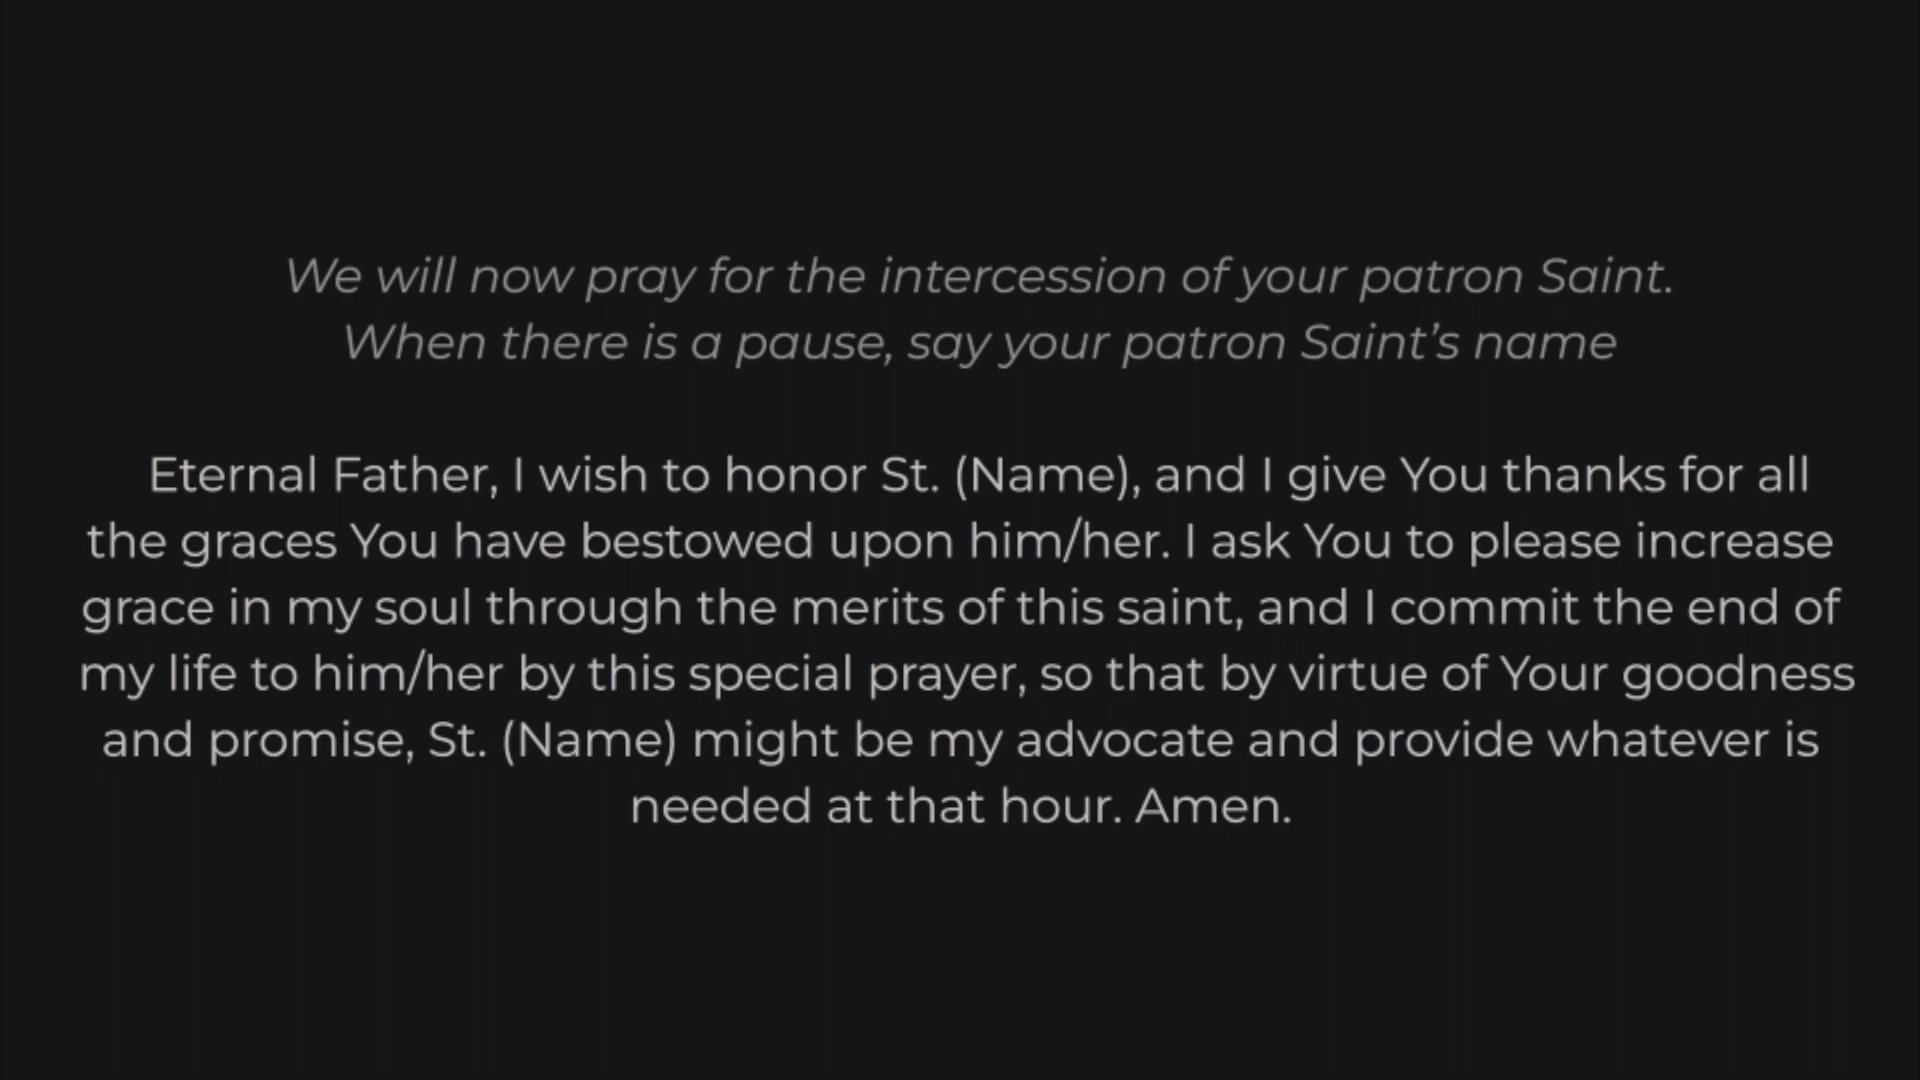 We will now pray for the intercession of your patron Saint.
When there is a pause, say your patron Saint’s name
Eternal Father, I wish to honor St. (Name), and I give You thanks for all
the graces You have bestowed upon him/her. I ask You to please increase
grace in my soul through the merits of this saint, and I commit the end of
my life to him/her by this special prayer, so that by virtue of Your goodness
and promise, St. (Name) might be my advocate and provide whatever is
needed at that hour. Amen.